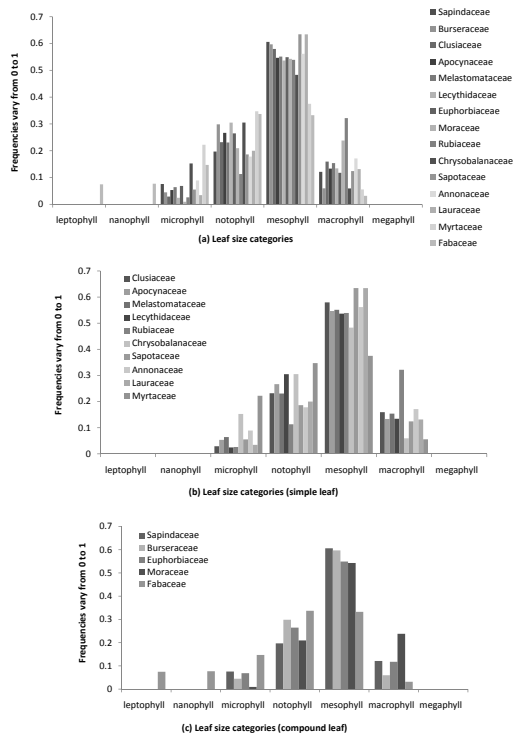 Frequencies vary from 0 to 1
0.7
0.6
0.5
0.4
0.3
0.2
0.1
0
leptophyll nanophyll microphyll notophyll mesophyll macrophyll megaphyll
(a) Leaf size categories
Sapindaceae
Burseraceae
Clusiaceae
Apocynaceae
Melastomataceae
Lecythidaceae
Euphorbiaceae
Moraceae
Rubiaceae
Chrysobalanaceae
Sapotaceae
Annonaceae
Lauraceae
Myrtaceae
Fabaceae
Frequencies vary from 0 to 1
0.7
0.6
0.5
0.4
0.3
0.2
0.1
0
Clusiaceae
Apocynaceae
Melastomataceae
Lecythidaceae
Rubiaceae
Chrysobalanaceae
Sapotaceae
Annonaceae
Lauraceae
Myrtaceae
leptophyll nanophyll microphyll notophyll mesophyll macrophyll megaphyll
(b) Leaf size categories (simple leaf)
Frequencies vary from 0 to 1
0.7
0.6
0.5
0.4
0.3
0.2
0.1
0
Sapindaceae
Burseraceae
Euphorbiaceae
Moraceae
Fabaceae
leptophyll nanophyll microphyll notophyll mesophyll macrophyll megaphyll
(c) Leaf size categories (compound leaf)